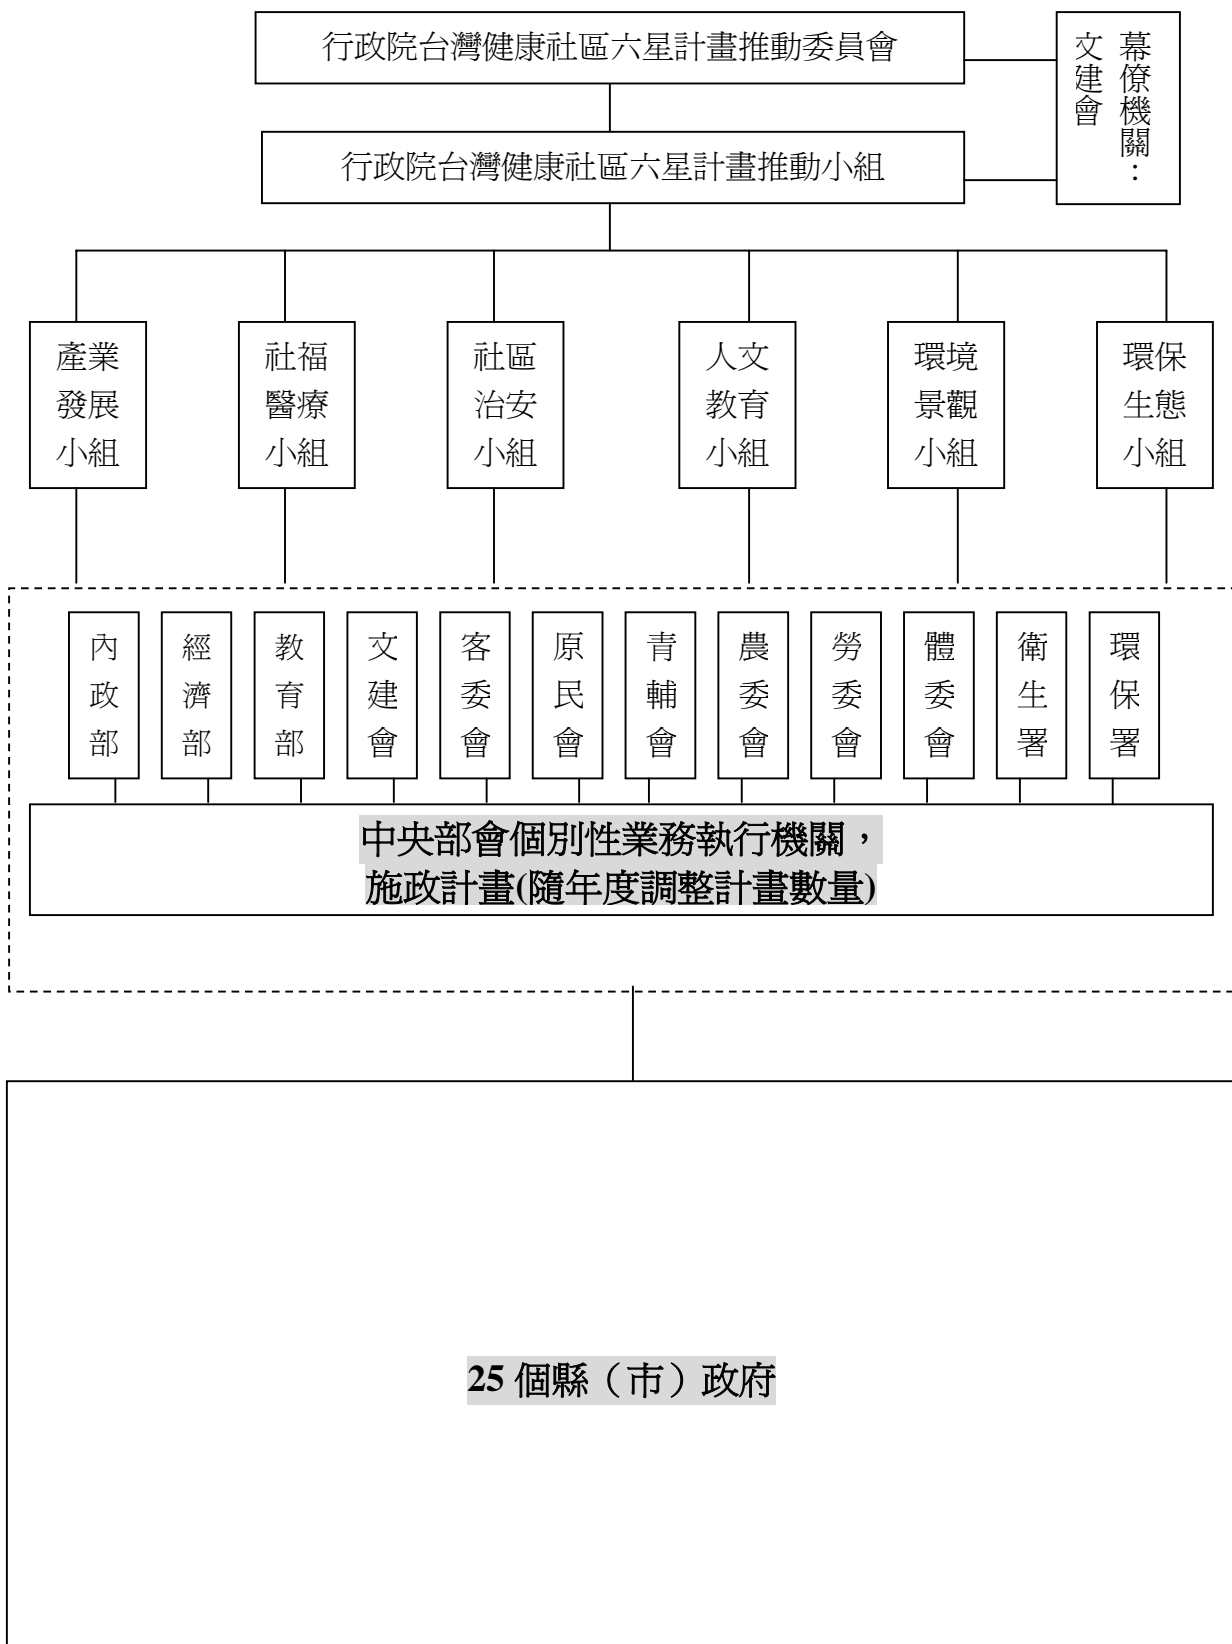 行政院台灣健康社區六星計畫推動委員會
幕僚機關：
文建會
行政院台灣健康社區六星計畫推動小組
產業
發展
小組
社福
醫療
小組
社區
治安
小組
人文
教育
小組
環境
景觀
小組
環保
生態
小組
內政部
經濟部
教育部
文建會
客委會
原民會
青輔會
農委會
勞委會
體委會
衛生署
環保署
中央部會個別性業務執行機關，
施政計畫(隨年度調整計畫數量)
25 個縣（市）政府